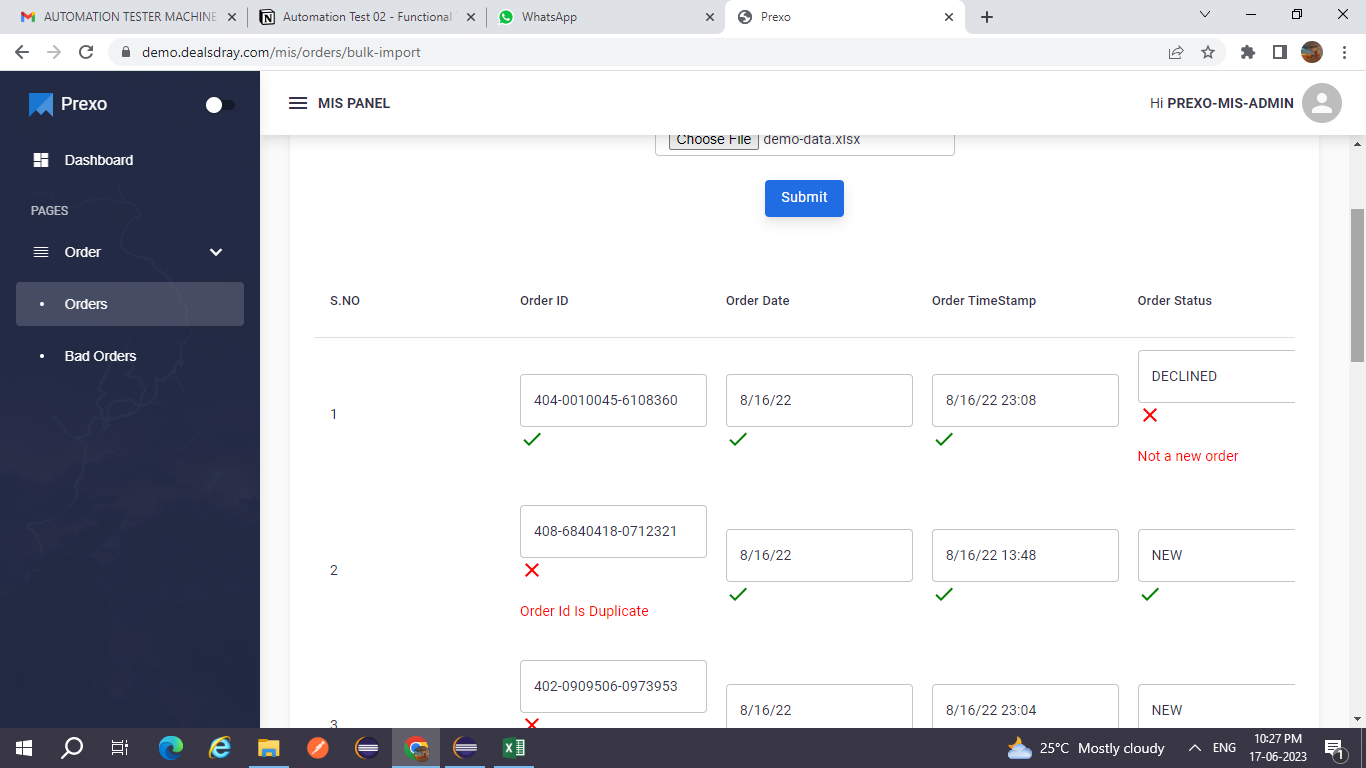 AUTOMATION TESTER MACHINE
Automation Test 02 - Functional
WhatsApp
Prexo
demo.dealsdray.com/mis/orders/bulk-import
Prexo
MIS PANEL
Hi PREXO-MIS-ADMIN
Choose File demo-data.xlsx
Dashboard
Submit
PAGES
Order
Orders
Bad Orders
S.NO Order ID Order Date Order TimeStamp Order Status
DECLINED
1 404-0010045-6108360 8/16/22 8/16/22 23:08
Not a new order
408-6840418-0712321
2 8/16/22 8/16/22 13:48 NEW
Order Id Is Duplicate
402-0909506-0973953
3 8/16/22 8/16/22 23:04 NEW
25°C Mostly cloudy
ENG
10:27 PM
17-06-2023
1